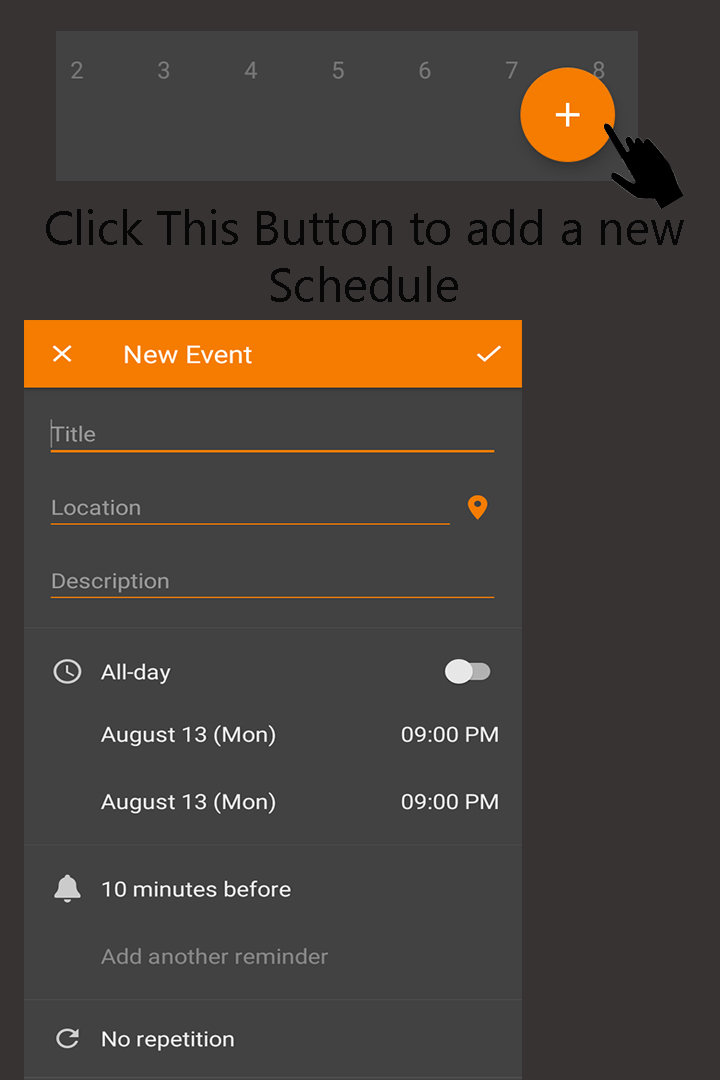 2 3 4 5 6 7 8
Click This Button to add a new
Schedule
New Event
Title
Location
Description
All-day
August 13 (Mon) 09:00 PM
August 13 (Mon) 09:00 PM
10 minutes before
Add another reminder
No repetition